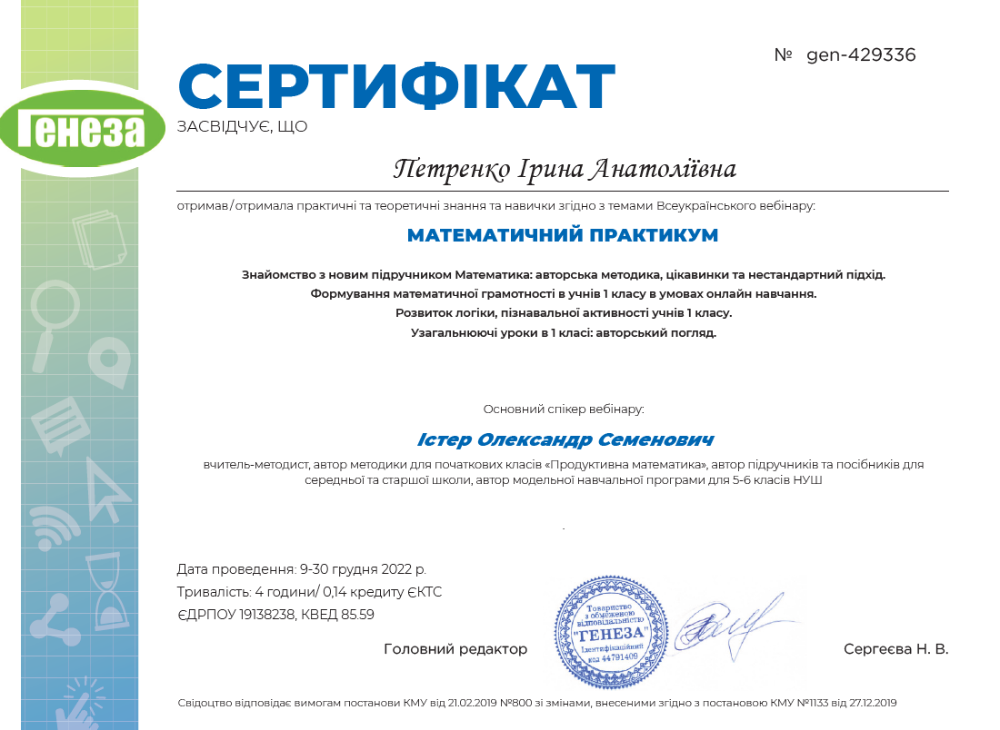 № gen-429336
Генеза
СЕРТИФІКАТ
ЗАСВІДЧУЄ, ЩО
Петренко Ірина Анатоліївна
отримав/отримала практичні та теоретичні знання та навички згідно з темами Всеукраїнського вебінару:
МАТЕМАТИЧНИЙ ПРАКТИКУМ
Знайомство з новим підручником Математика: авторська методика, цікавинки та нестандартний підхід.
Формування математичної грамотності в учнів 1 класу в умовах онлайн навчання.
Розвиток логіки, пізнавальної активності учнів 1 класу.
Узагальнюючі уроки в 1 класі: авторський погляд.
Основний спікер вебінару:
Істер Олександр Семенович
вчитель-методист, автор методики для початкових класів «Продуктивна математика», автор підручників та посібників для
середньої та старшої школи, автор модельної навчальної програми для 5-6 класів НУШ
.
Дата проведення: 9-30 грудня 2022 р.
Тривалість: 4 години/ 0,14 кредиту ЄКТС
ЄДРПОУ 19138238, КВЕД 85.59
Товариство
з обмеженою
відповідальністю
"ГЕНЕЗА"
Ідентифікаційний
код 44791409
Головний редактор
Сергеєва Н. В.
Свідоцтво відповідає вимогам постанови КМУ від 21.02.2019 №800 зі змінами, внесеними згідно з постановою КМУ №1133 від 27.12.2019